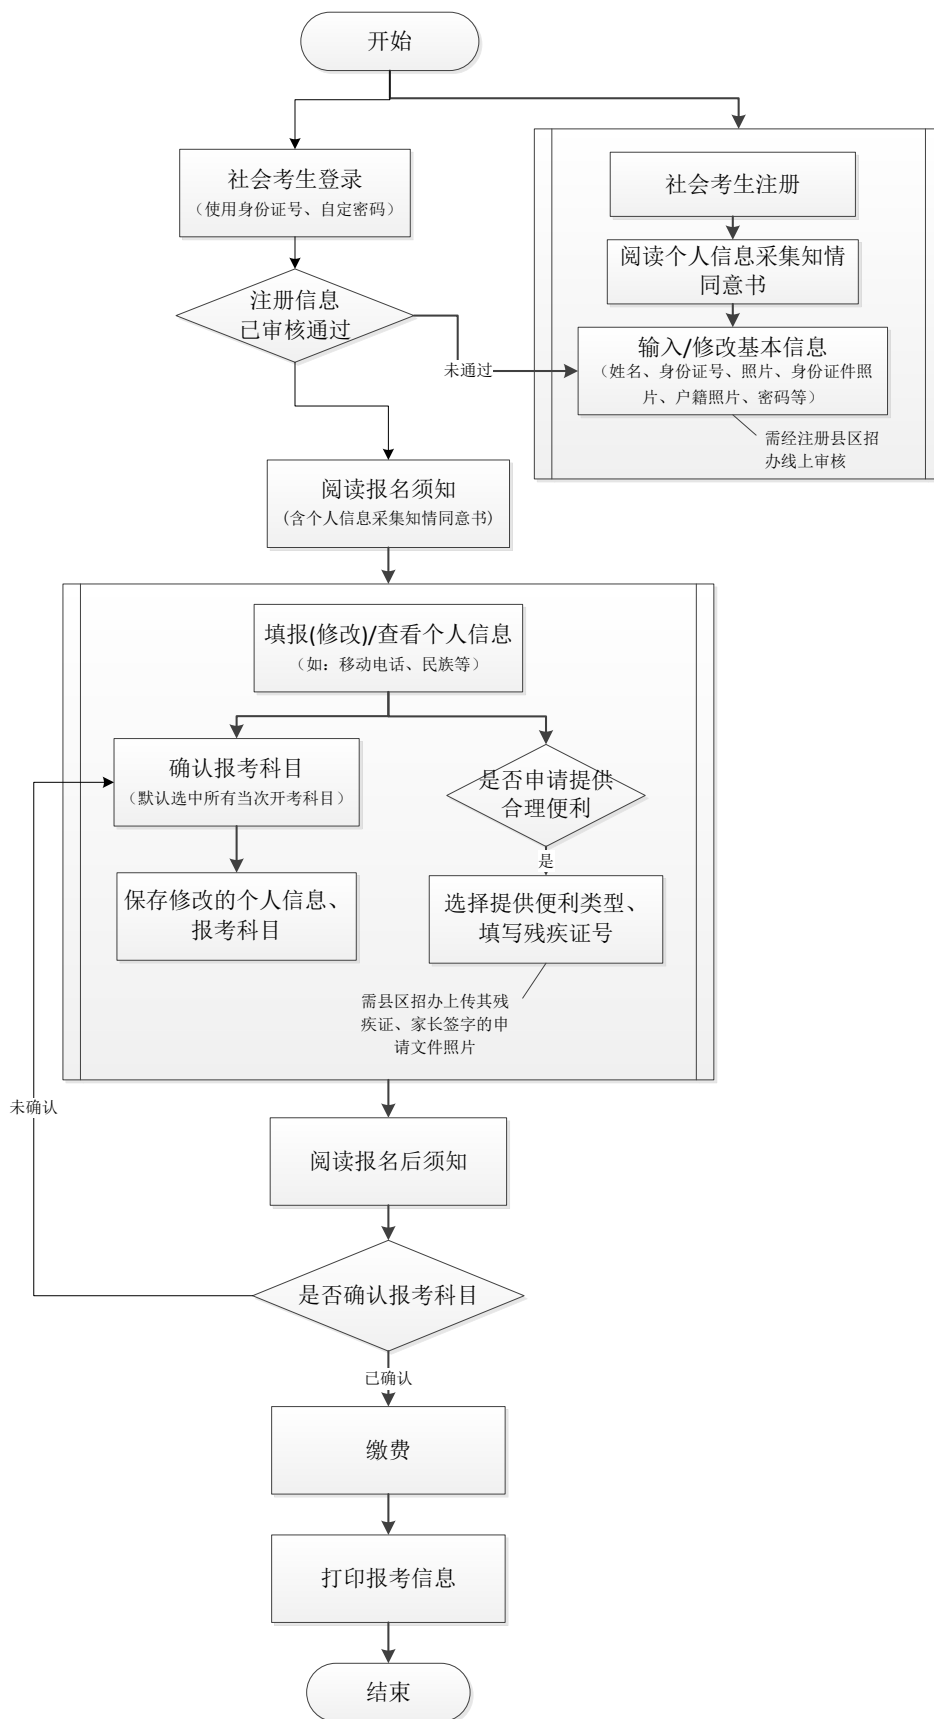 开始
社会考生登录
（使用身份证号、自定密码）
社会考生注册
阅读个人信息采集知情
同意书
注册信息
已审核通过
未通过
输入/修改基本信息
（姓名、身份证号、照片、身份证件照
片、户籍照片、密码等）
需经注册县区招
办线上审核
阅读报名须知
(含个人信息采集知情同意书)
填报(修改)/查看个人信息
（如：移动电话、民族等）
确认报考科目
（默认选中所有当次开考科目）
是否申请提供
合理便利
是
保存修改的个人信息、
报考科目
选择提供便利类型、
填写残疾证号
需县区招办上传其残
疾证、家长签字的申
请文件照片
未确认
阅读报名后须知
是否确认报考科目
已确认
缴费
打印报考信息
结束